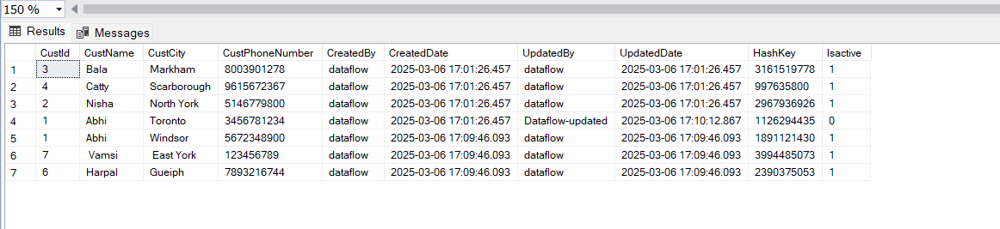 150 %
Results Messages
CustId CustName CustCity CustPhoneNumber CreatedBy CreatedDate UpdatedBy UpdatedDate HashKey Isactive
1 3 Bala Markham 8003901278 dataflow 2025-03-06 17:01:26.457 dataflow 2025-03-06 17:01:26.457 3161519778 1
2 4 Catty Scarborough 9615672367 dataflow 2025-03-06 17:01:26.457 dataflow 2025-03-06 17:01:26.457 997635800 1
3 2 Nisha North York 5146779800 dataflow 2025-03-06 17:01:26.457 dataflow 2025-03-06 17:01:26.457 2967936926 1
4 1 Abhi Toronto 3456781234 dataflow 2025-03-06 17:01:26.457 Dataflow-updated 2025-03-06 17:10:12.867 1126294435 0
5 1 Abhi Windsor 5672348900 dataflow 2025-03-06 17:09:46.093 dataflow 2025-03-06 17:09:46.093 1891121430 1
6 7 Vamsi East York 123456789 dataflow 2025-03-06 17:09:46.093 dataflow 2025-03-06 17:09:46.093 3994485073 1
7 6 Harpal Gueiph 7893216744 dataflow 2025-03-06 17:09:46.093 dataflow 2025-03-06 17:09:46.093 2390375053 1